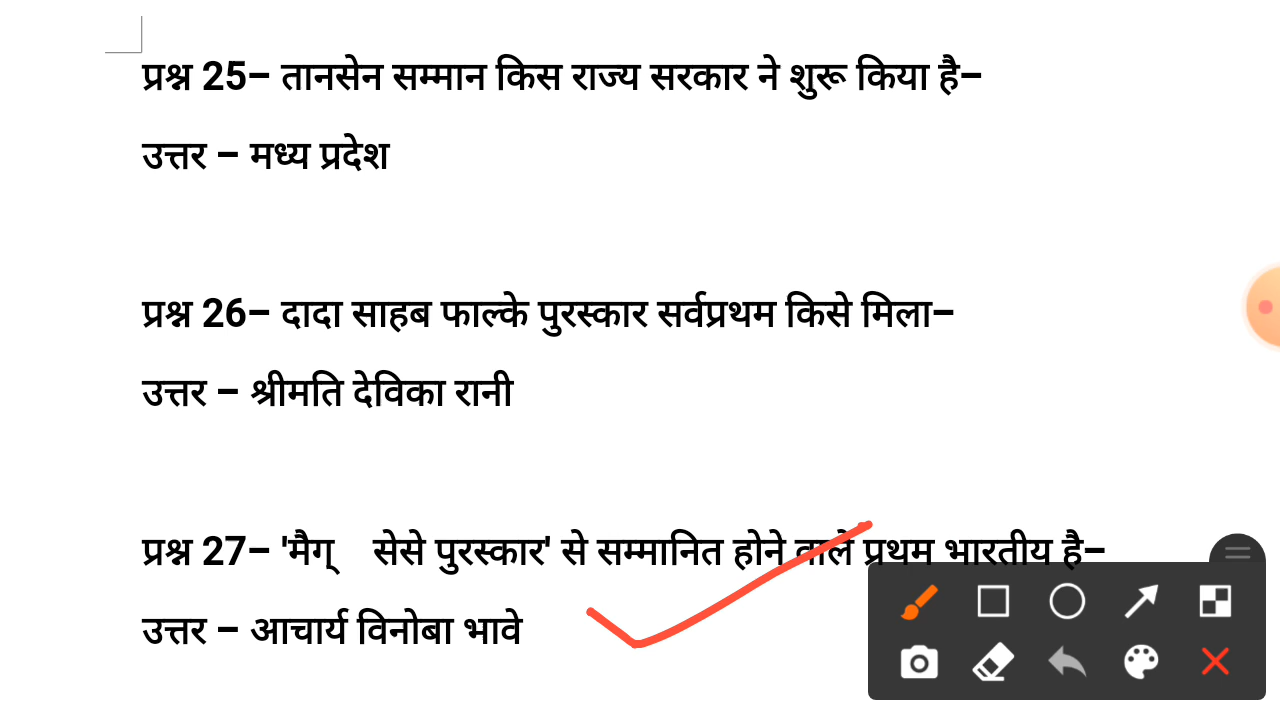 प्रश्न 25– तानसेन सम्मान किस राज्य सरकार ने शुरू किया है–
उत्तर – मध्य प्रदेश
प्रश्न 26– दादा साहब फाल्के पुरस्कार सर्वप्रथम किसे मिला–
उत्तर – श्रीमति देविका रानी
प्रश्न 27– 'मैग् सेसे पुरस्कार' से सम्मानित होने वाले प्रथम भारतीय है–
उत्तर – आचार्य विनोबा भावे